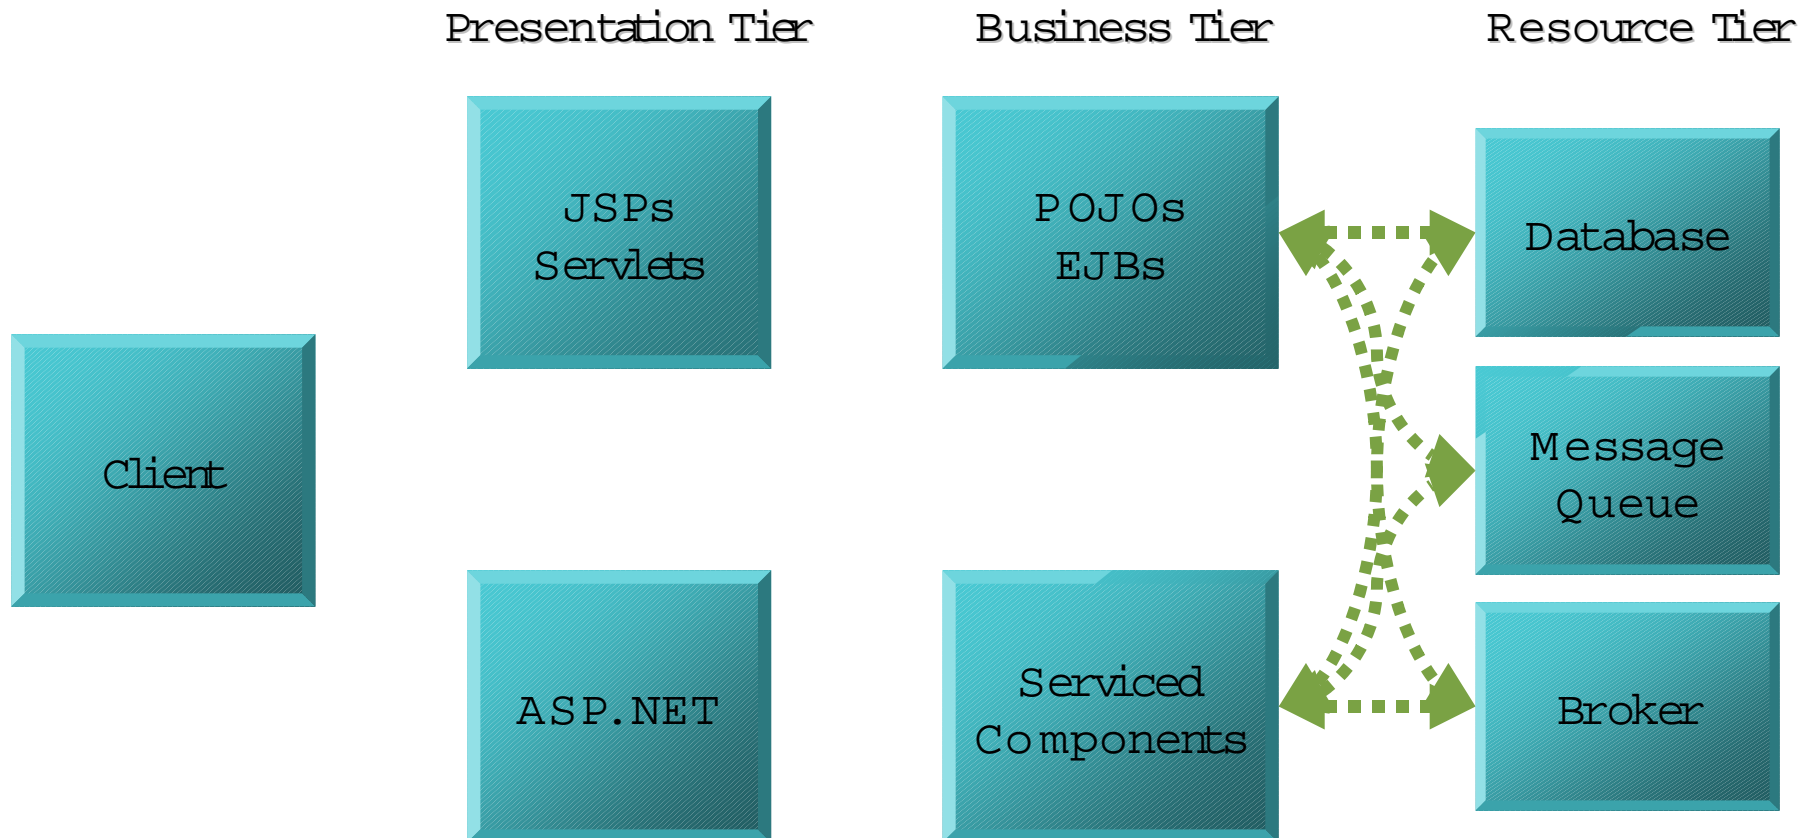 Presentation Tier
Business Tier
Resource Tier
JSPs
Servlets
POJOs
EJBs
Database
Client
Message
Queue
ASP.NET
Serviced
Components
Broker